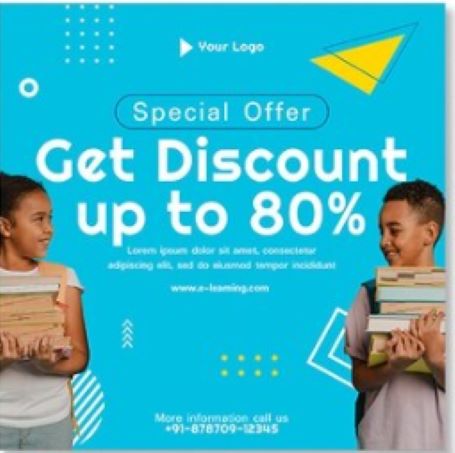 Your Logo
Special Offer
Get Discount
up to 80%
Lorem ipsum dolor sit amet, consectetur
adipiscing elit, sed do eiusmod tempor incididunt
www.e-learning.com
More information call us
+91-878709-12345